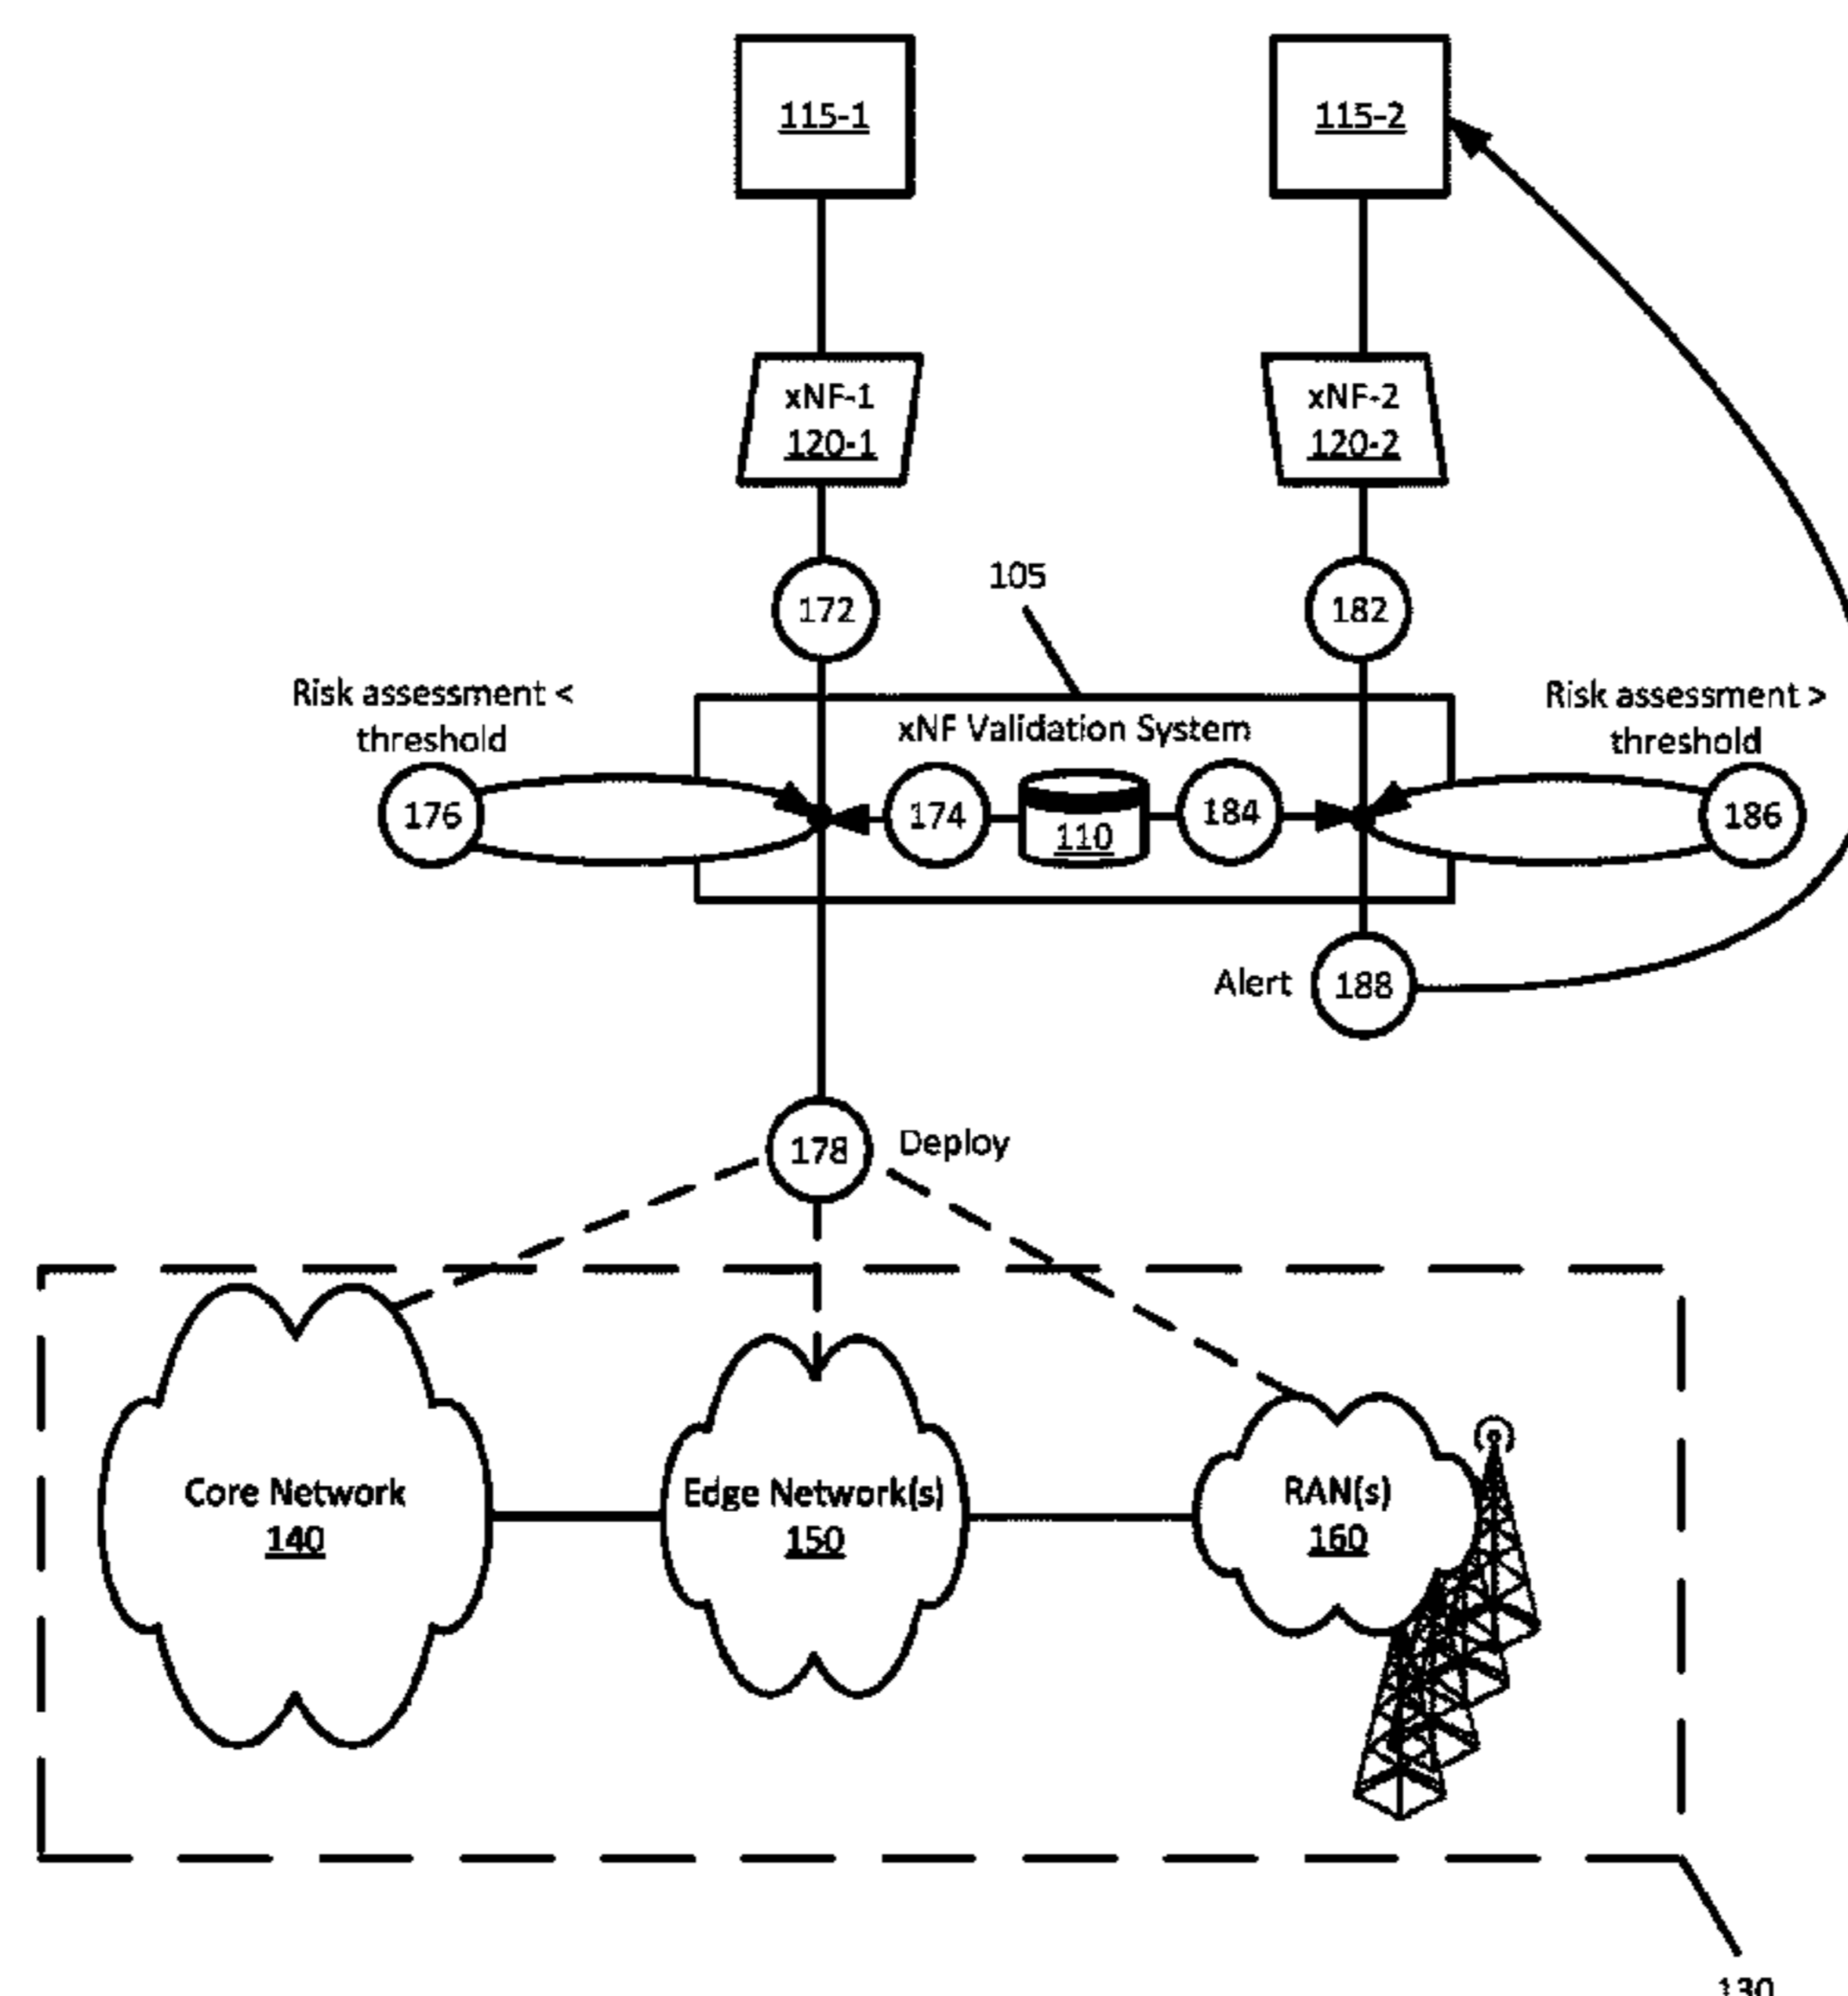 115-1
115-2
xNF-1
120-1
xNF-2
120-2
172
105
182
Risk assessment <
threshold
xNF Validation System
Risk assessment >
threshold
176
174
110
184
186
Alert
188
178
Deploy
Core Network
140
Edge Network(s)
150
RAN(s)
160
130